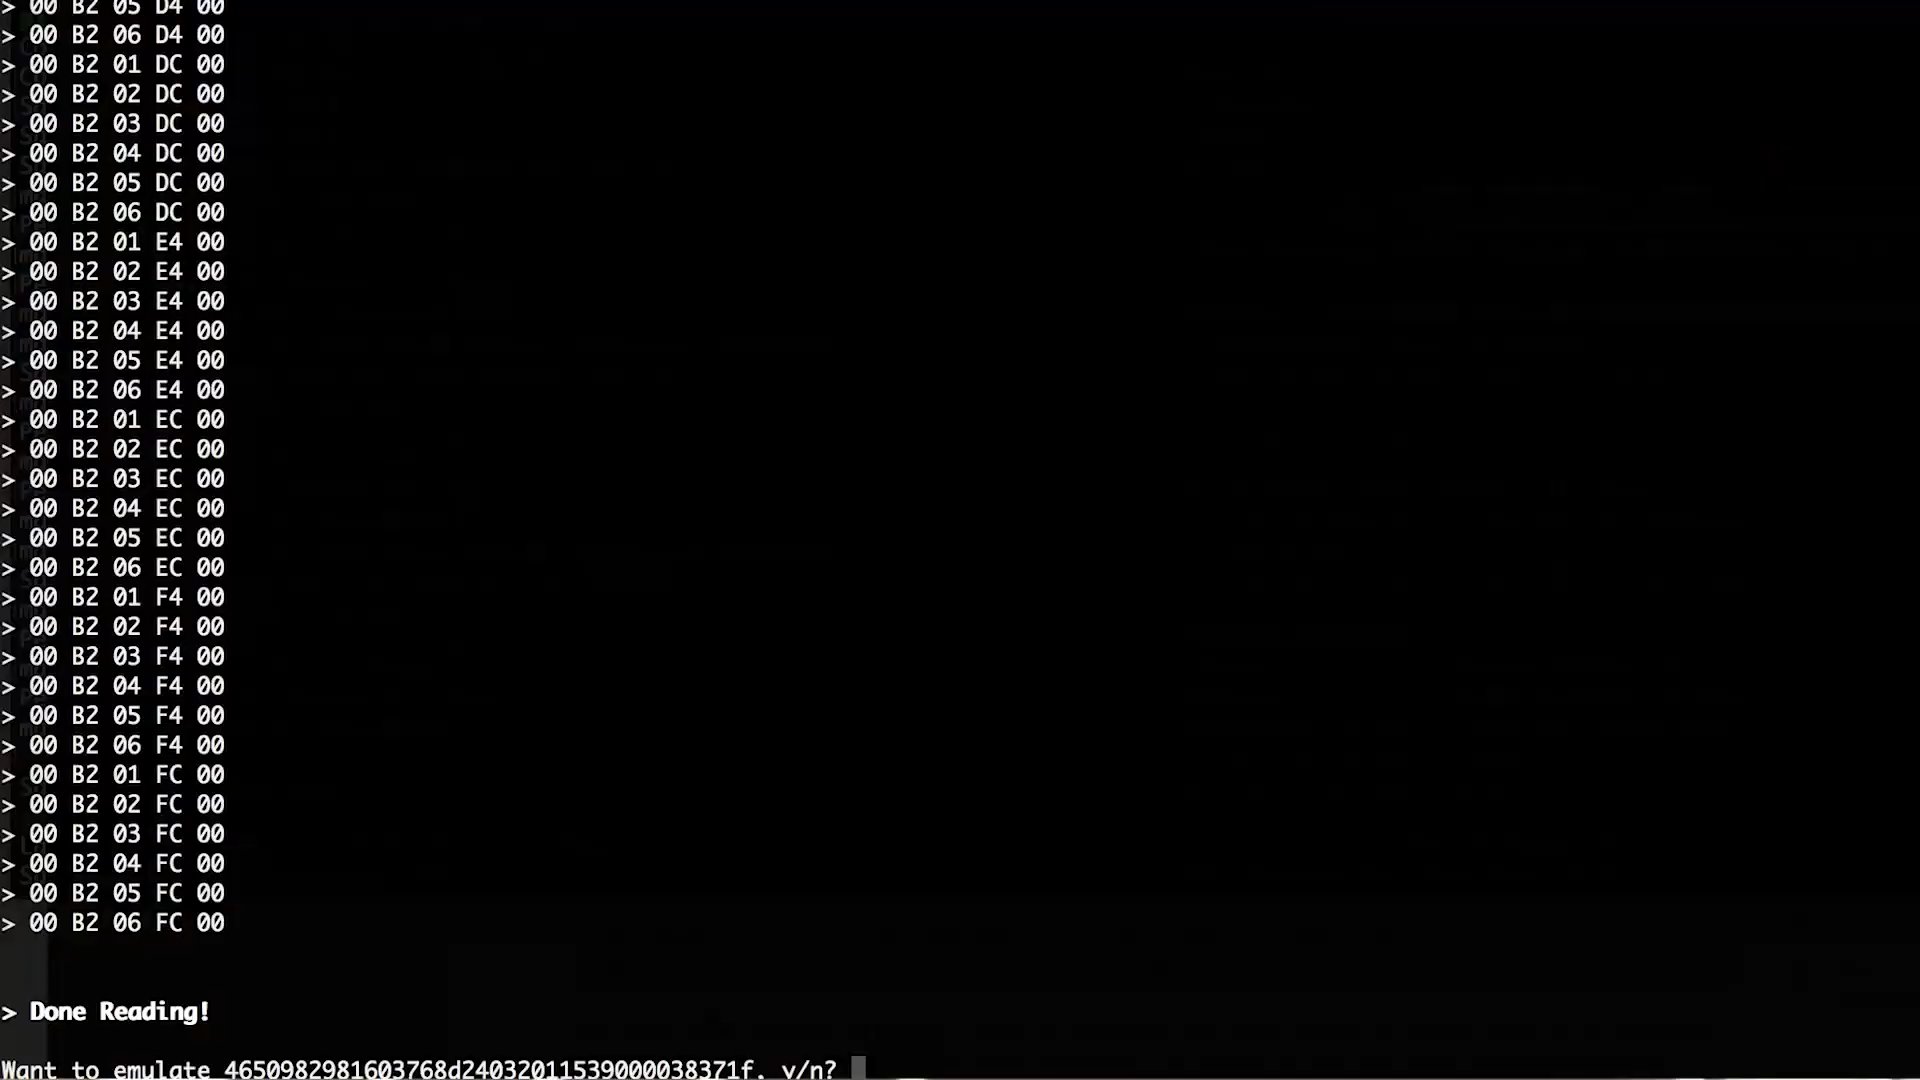 > 00 B2 05 D4 00
> 00 B2 06 D4 00
> 00 B2 01 DC 00
> 00 B2 02 DC 00
> 00 B2 03 DC 00
> 00 B2 04 DC 00
> 00 B2 05 DC 00
> 00 B2 06 DC 00
> 00 B2 01 E4 00
> 00 B2 02 E4 00
> 00 B2 03 E4 00
> 00 B2 04 E4 00
> 00 B2 05 E4 00
> 00 B2 06 E4 00
> 00 B2 01 EC 00
> 00 B2 02 EC 00
> 00 B2 03 EC 00
> 00 B2 04 EC 00
> 00 B2 05 EC 00
> 00 B2 06 EC 00
> 00 B2 01 F4 00
> 00 B2 02 F4 00
> 00 B2 03 F4 00
> 00 B2 04 F4 00
> 00 B2 05 F4 00
> 00 B2 06 F4 00
> 00 B2 01 FC 00
> 00 B2 02 FC 00
> 00 B2 03 FC 00
> 00 B2 04 FC 00
> 00 B2 05 FC 00
> 00 B2 06 FC 00
> Done Reading!
Want to emulate 4650982981603768d24032011539000038371f, y/n?